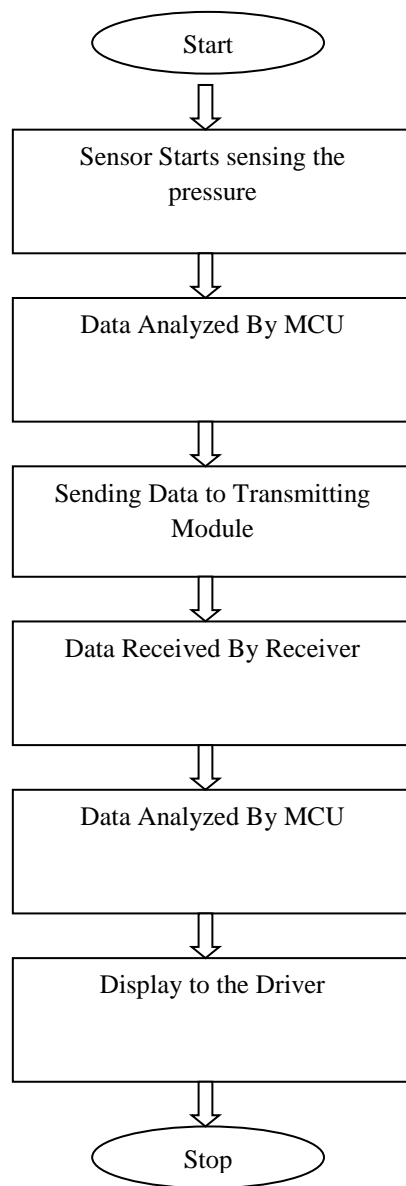 Start
Sensor Starts sensing the
pressure
Data Analyzed By MCU
Sending Data to Transmitting
Module
Data Received By Receiver
Data Analyzed By MCU
Display to the Driver
Stop